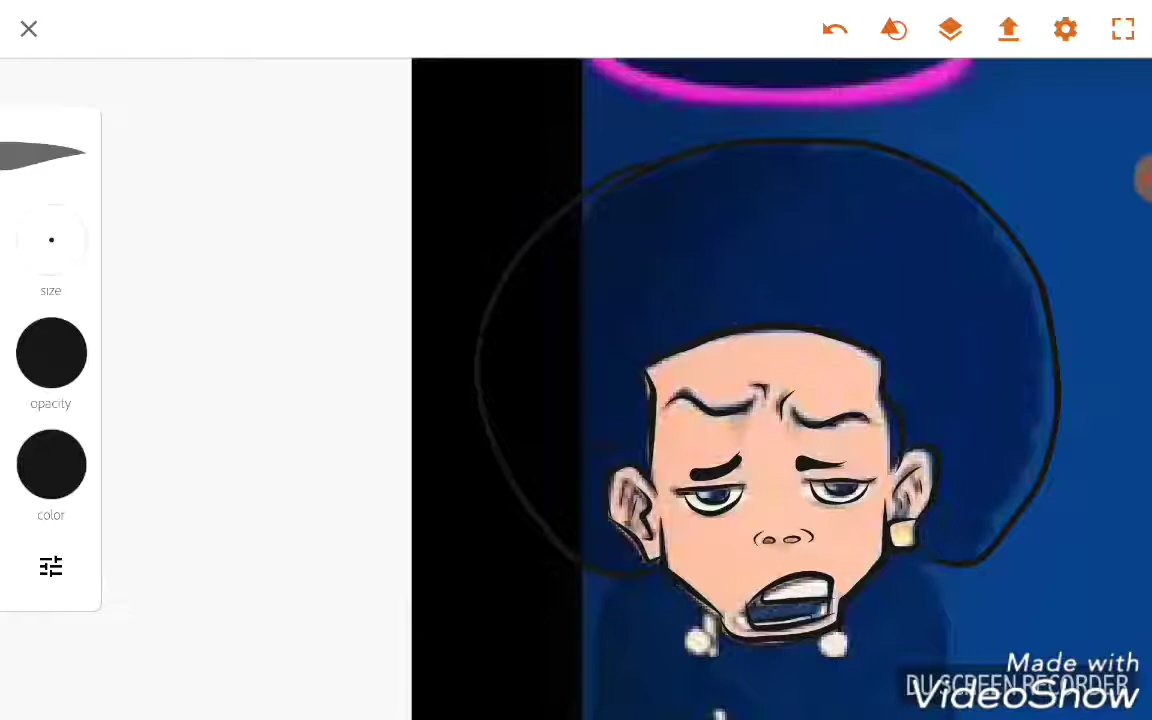 size
opacity
color
Made with
DU SCREEN RECORDER
VideoShow